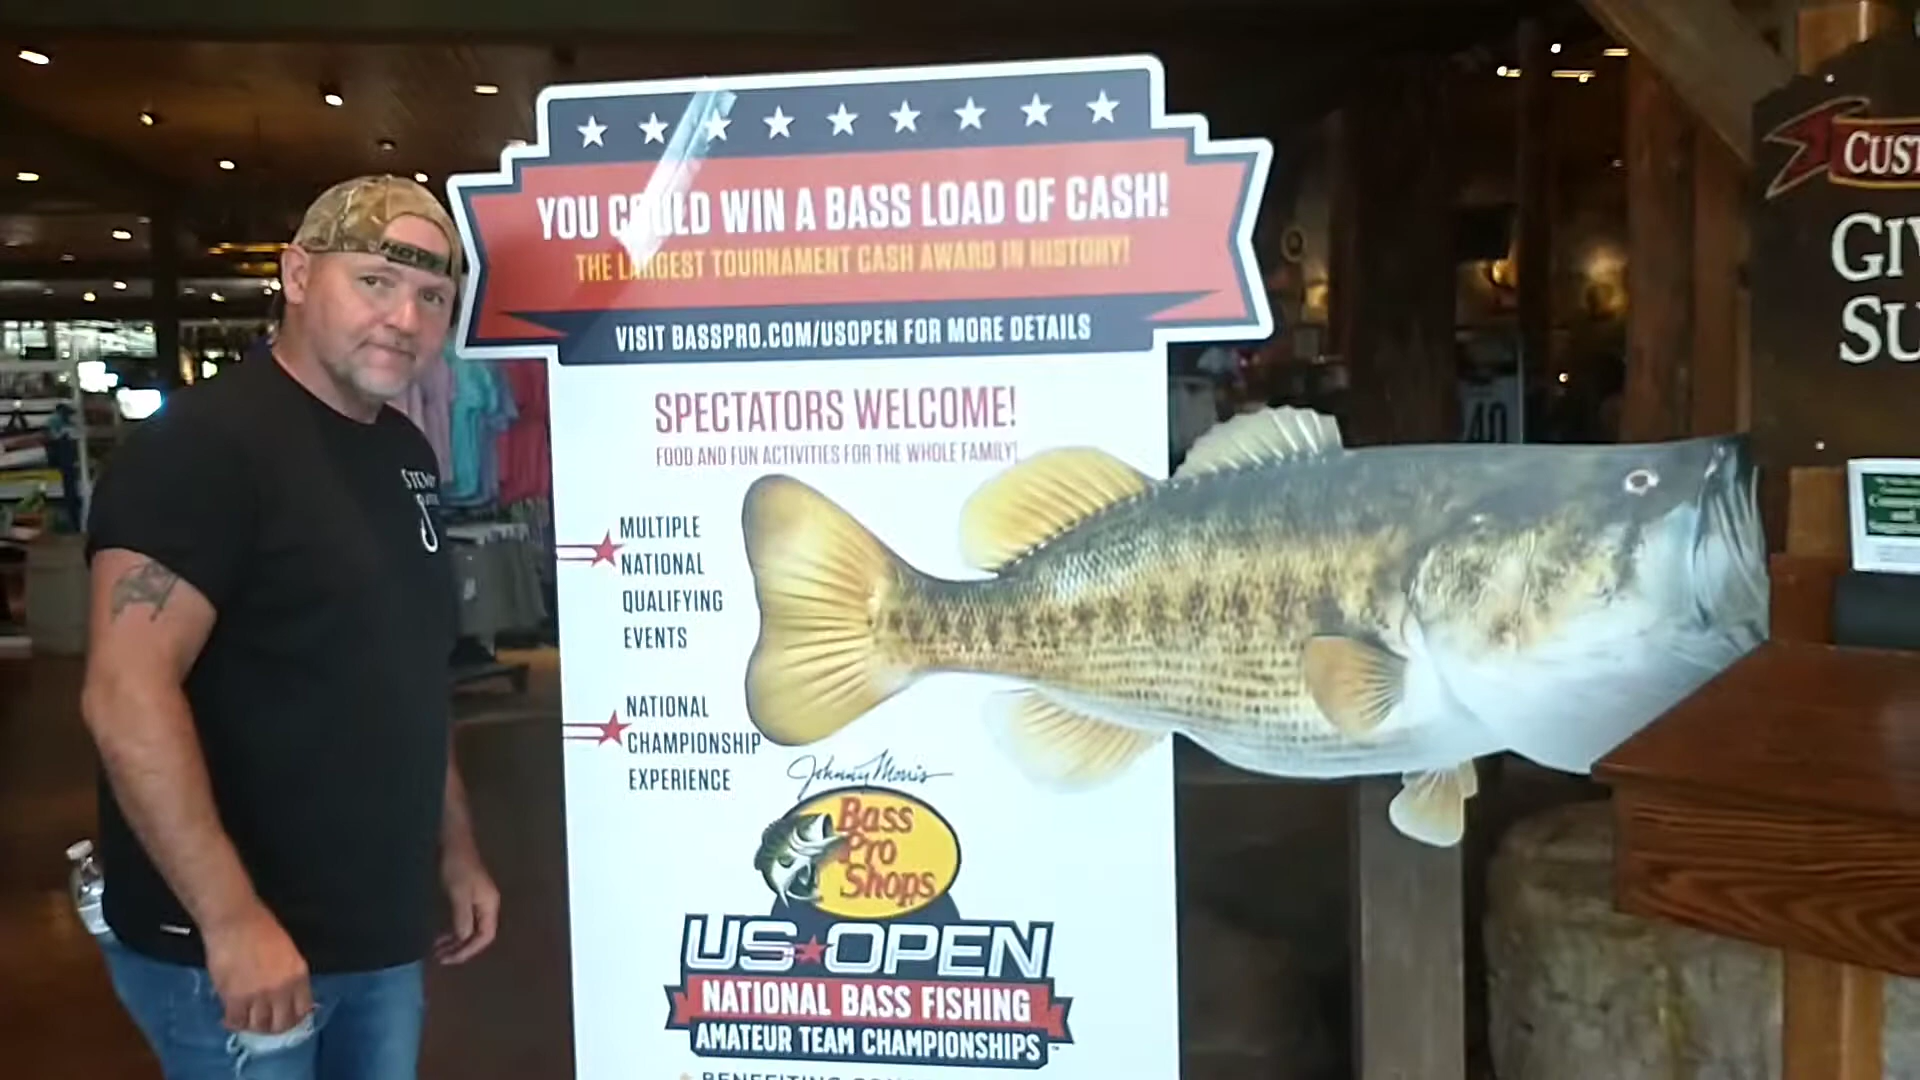 YOU COULD WIN A BASS LOAD OF CASH!
THE LARGEST TOURNAMENT CASH AWARD IN HISTORY!
VISIT BASSPRO.COM/USOPEN FOR MORE DETAILS
SPECTATORS WELCOME!
FOOD AND FUN ACTIVITIES FOR THE WHOLE FAMILY!
MULTIPLE
NATIONAL
QUALIFYING
EVENTS
NATIONAL
CHAMPIONSHIP
EXPERIENCE
Johnny Morris
Bass
Pro
Shops
US OPEN
NATIONAL BASS FISHING
AMATEUR TEAM CHAMPIONSHIPS
BENEFITING
CUST
GIV
SU
40